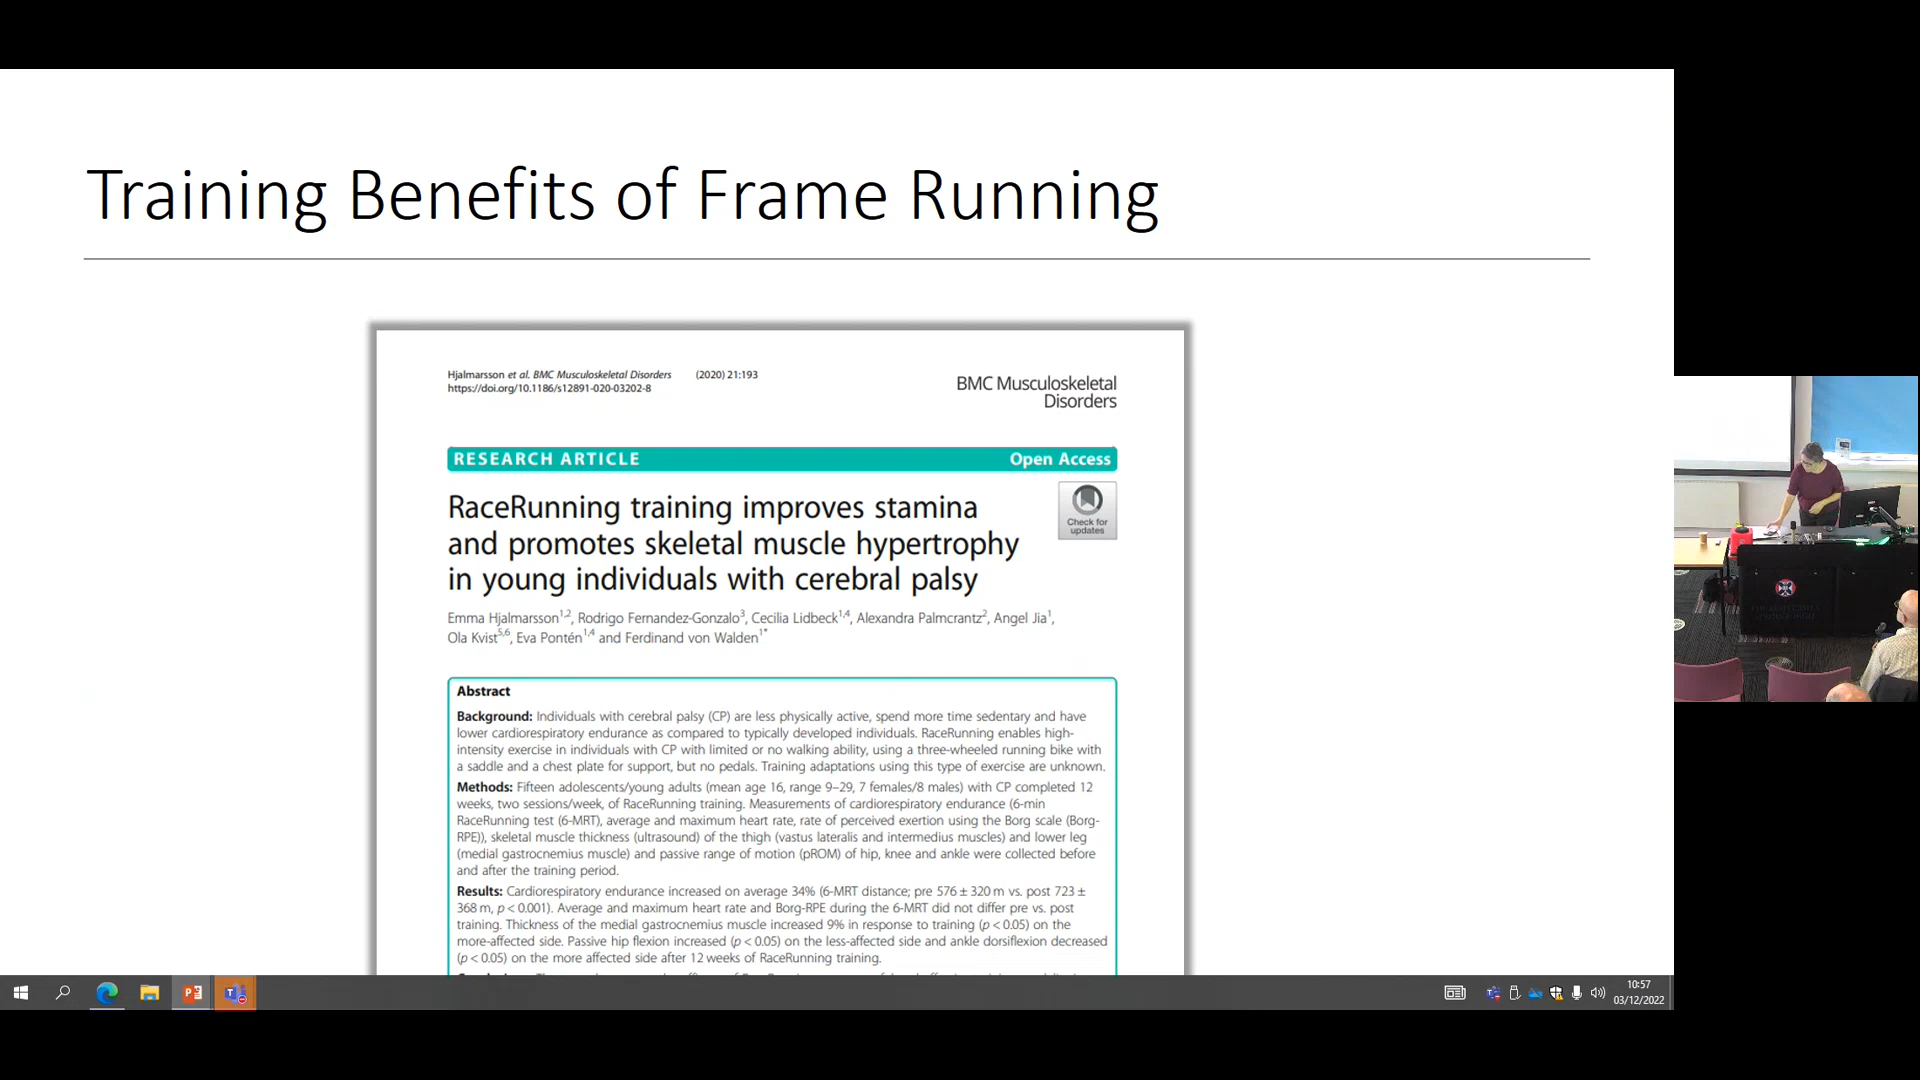 Training Benefits of Frame Running
Hjalmarsson et al. BMC Musculoskeletal Disorders (2020) 21:193
https://doi.org/10.1186/s12891-020-03202-8
BMC Musculoskeletal
Disorders
RESEARCH ARTICLE Open Access
Check for
updates
RaceRunning training improves stamina
and promotes skeletal muscle hypertrophy
in young individuals with cerebral palsy
Emma Hjalmarsson1,2, Rodrigo Fernandez-Gonzalo3, Cecilia Lidbeck1,4, Alexandra Palmcrantz2, Angel Jia1,
Ola Kvist5,6, Eva Pontén1,4 and Ferdinand von Walden1*
Abstract
Background: Individuals with cerebral palsy (CP) are less physically active, spend more time sedentary and have
lower cardiorespiratory endurance as compared to typically developed individuals. RaceRunning enables high-
intensity exercise in individuals with CP with limited or no walking ability, using a three-wheeled running bike with
a saddle and a chest plate for support, but no pedals. Training adaptations using this type of exercise are unknown.
Methods: Fifteen adolescents/young adults (mean age 16, range 9–29, 7 females/8 males) with CP completed 12
weeks, two sessions/week, of RaceRunning training. Measurements of cardiorespiratory endurance (6-min
RaceRunning test (6-MRT), average and maximum heart rate, rate of perceived exertion using the Borg scale (Borg-
RPE)), skeletal muscle thickness (ultrasound) of the thigh (vastus lateralis and intermedius muscles) and lower leg
(medial gastrocnemius muscle) and passive range of motion (pROM) of hip, knee and ankle were collected before
and after the training period.
Results: Cardiorespiratory endurance increased on average 34% (6-MRT distance; pre 576 ± 320 m vs. post 723 ±
368 m, p < 0.001). Average and maximum heart rate and Borg-RPE during the 6-MRT did not differ pre vs. post
training. Thickness of the medial gastrocnemius muscle increased 9% in response to training (p < 0.05) on the
more-affected side. Passive hip flexion increased (p < 0.05) on the less-affected side and ankle dorsiflexion decreased
(p < 0.05) on the more affected side after 12 weeks of RaceRunning training.
10:57
03/12/2022